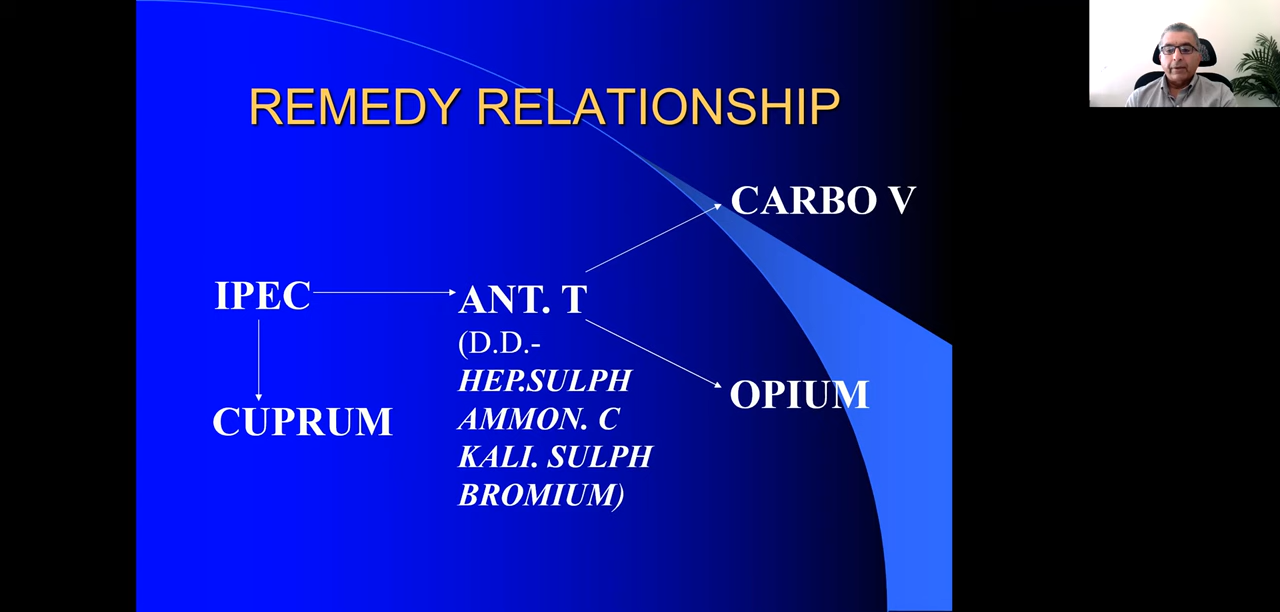 REMEDY RELATIONSHIP
CARBO V
IPEC
ANT. T
(D.D.-
HEP.SULPH
AMMON. C
KALI. SULPH
BROMIUM)
CUPRUM
OPIUM